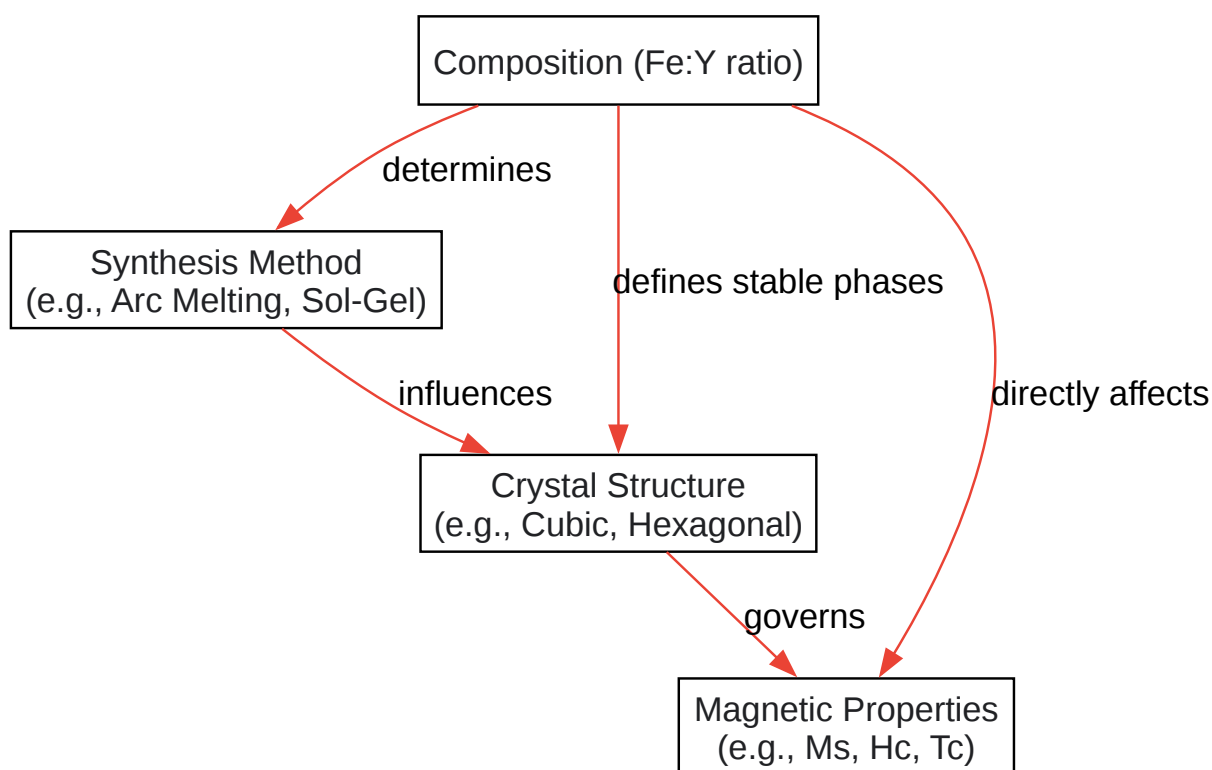 Composition (Fe:Y ratio)
determines
Synthesis Method
(e.g., Arc Melting, Sol-Gel)
defines stable phases
influences
directly affects
Crystal Structure
(e.g., Cubic, Hexagonal)
governs
Magnetic Properties
(e.g., Ms, Hc, Tc)